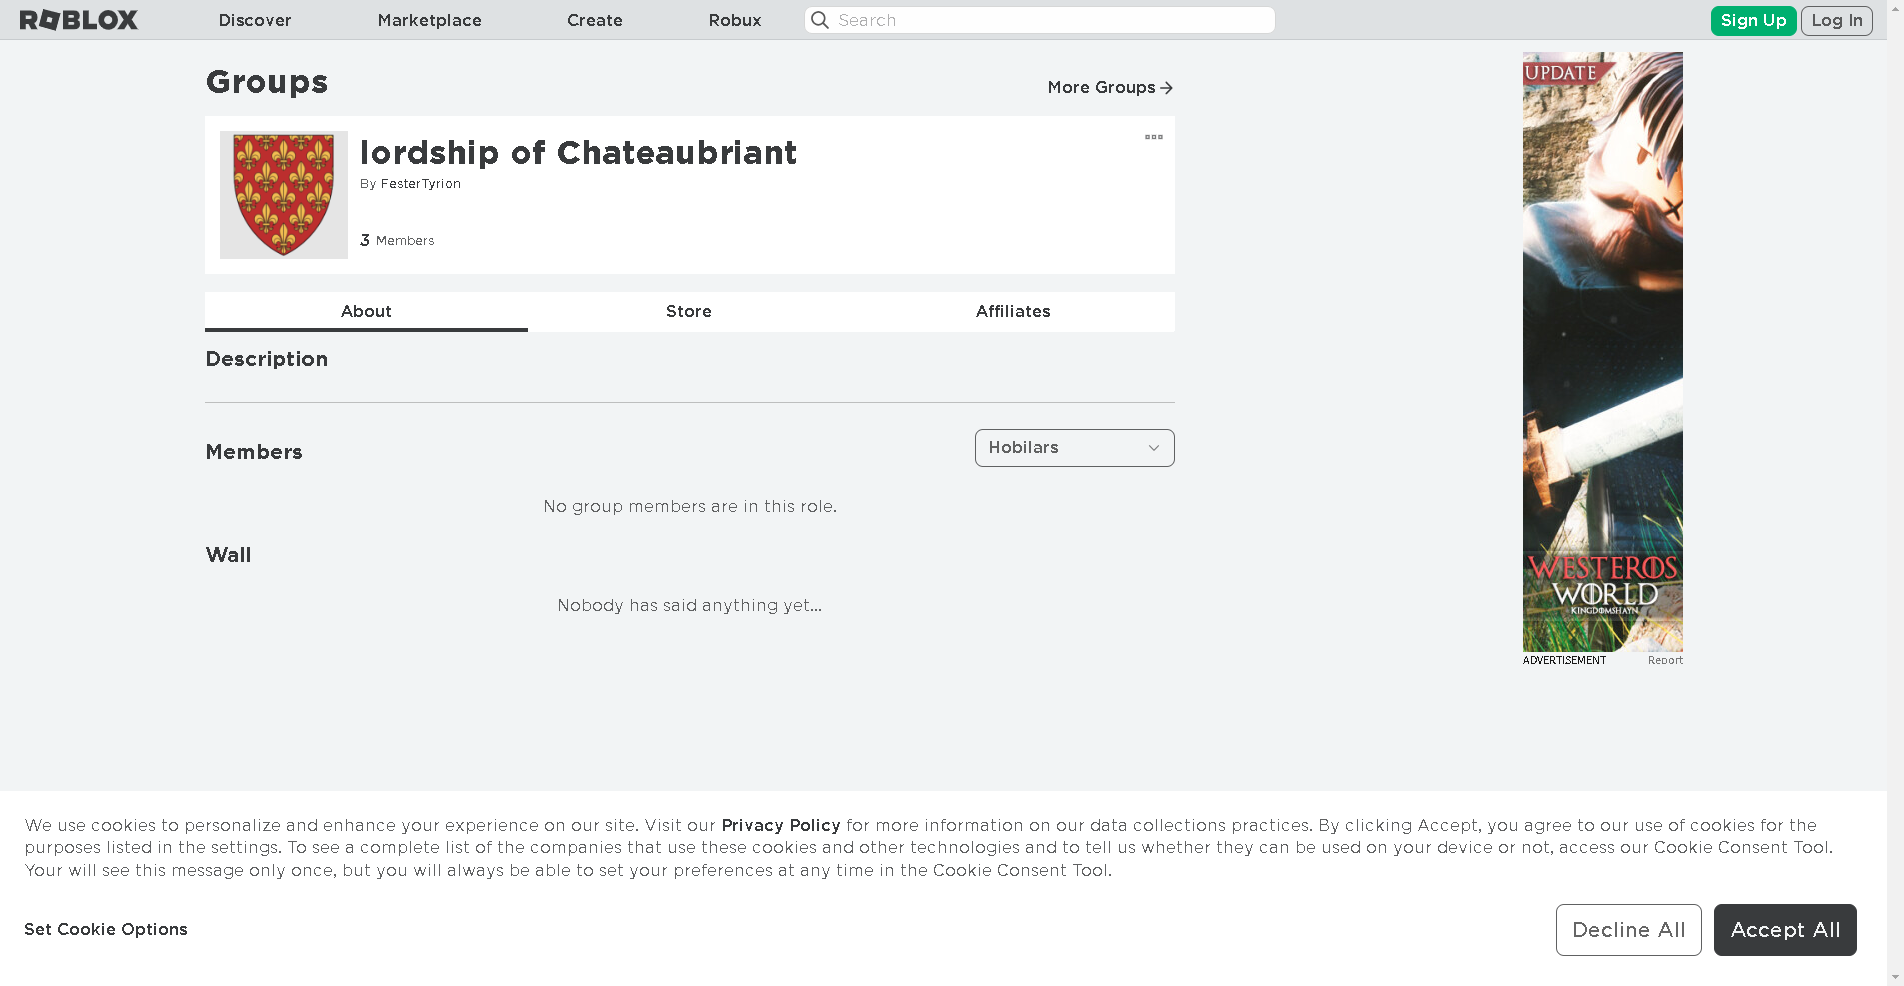 ROBLOX Discover Marketplace Create Robux Search Sign Up Log In
Groups
More Groups
lordship of Chateaubriant
By FesterTyrion
3 Members
About Store Affiliates
Description
Members
Hobilars
No group members are in this role.
Wall
Nobody has said anything yet...
UPDATE
WESTEROS
WORLD
KINGDOMSHAYN
ADVERTISEMENT Report
We use cookies to personalize and enhance your experience on our site. Visit our Privacy Policy for more information on our data collections practices. By clicking Accept, you agree to our use of cookies for the
purposes listed in the settings. To see a complete list of the companies that use these cookies and other technologies and to tell us whether they can be used on your device or not, access our Cookie Consent Tool.
Your will see this message only once, but you will always be able to set your preferences at any time in the Cookie Consent Tool.
Set Cookie Options
Decline All
Accept All